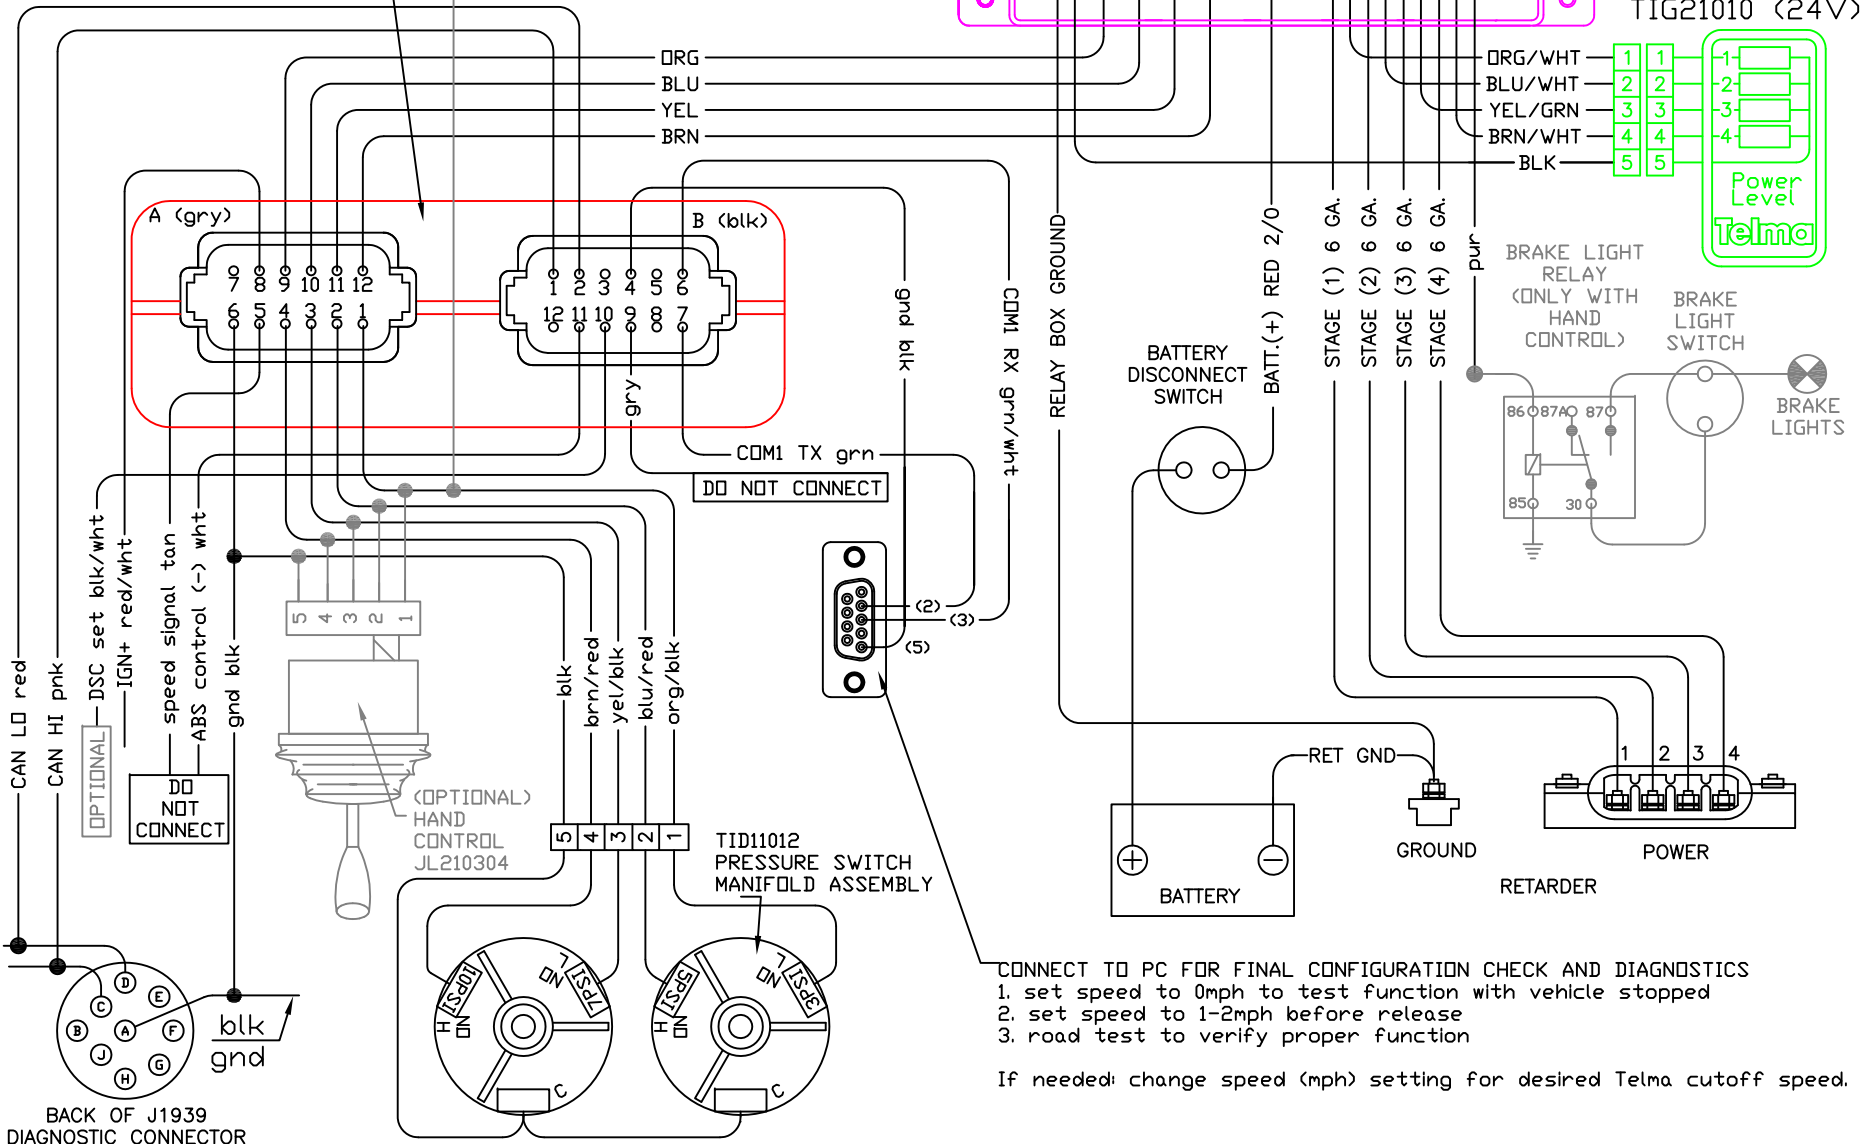 TIG21010 (24V)
ORG
BLU
YEL
BRN
ORG/WHT
BLU/WHT
YEL/GRN
BRN/WHT
BLK
1 1
2 2
3 3
4 4
5 5
1
2
3
4
Power
Level
Telma
A (gry)
B (blk)
7 8 9 10 11 12
6 5 4 3 2 1
1 2 3 4 5 6
12 11 10 9 8 7
gry
gnd blk
COM1 RX grn/wht
COM1 TX grn
DO NOT CONNECT
RELAY BOX GROUND
BATT.(+) RED 2/0
STAGE (1) 6 GA.
STAGE (2) 6 GA.
STAGE (3) 6 GA.
STAGE (4) 6 GA.
pur
BRAKE LIGHT
RELAY
(ONLY WITH
HAND
CONTROL)
BRAKE
LIGHT
SWITCH
BRAKE
LIGHTS
86 87A 87
85 30
BATTERY
DISCONNECT
SWITCH
CAN LO red
CAN HI pnk
OPTIONAL
DSC set blk/wht
IGN+ red/wht
speed signal tan
ABS control (-) wht
gnd blk
DO
NOT
CONNECT
5 4 3 2 1
(OPTIONAL)
HAND
CONTROL
JL210304
blk
brn/red
yel/blk
blu/red
org/blk
5 4 3 2 1
(2)
(3)
(5)
TID11012
PRESSURE SWITCH
MANIFOLD ASSEMBLY
10PSI
NO
H
7PSI
NO
L
C
5PSI
NO
H
3PSI
NO
L
C
RET GND
GROUND
+ −
BATTERY
1 2 3 4
POWER
RETARDER
D
E
C
B A F
J
G
H
blk
gnd
BACK OF J1939
DIAGNOSTIC CONNECTOR
CONNECT TO PC FOR FINAL CONFIGURATION CHECK AND DIAGNOSTICS
1. set speed to 0mph to test function with vehicle stopped
2. set speed to 1-2mph before release
3. road test to verify proper function
If needed: change speed (mph) setting for desired Telma cutoff speed.